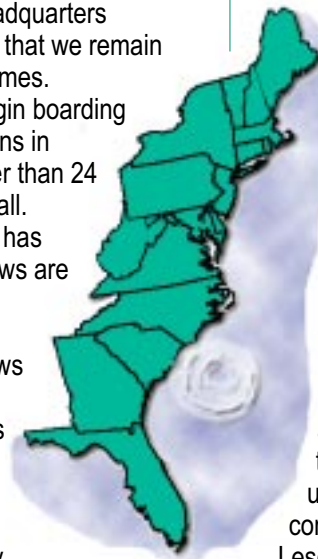 adquarters
that we remain
mes.
gin boarding
ns in
er than 24
all.
has
ws are
ws
s
t
u
con
Les